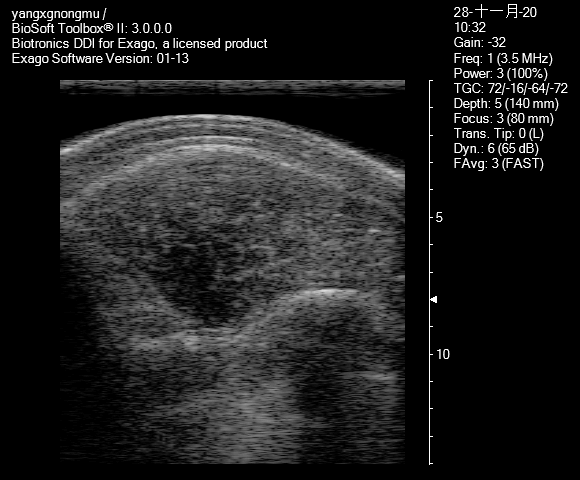 yangxgnongmu /
BioSoft Toolbox® II: 3.0.0.0
Biotronics DDI for Exago, a licensed product
Exago Software Version: 01-13
28-十一月-20
10:32
Gain: -32
Freq: 1 (3.5 MHz)
Power: 3 (100%)
TGC: 72/-16/-64/-72
Depth: 5 (140 mm)
Focus: 3 (80 mm)
Trans. Tip: 0 (L)
Dyn.: 6 (65 dB)
FAvg: 3 (FAST)
5
10